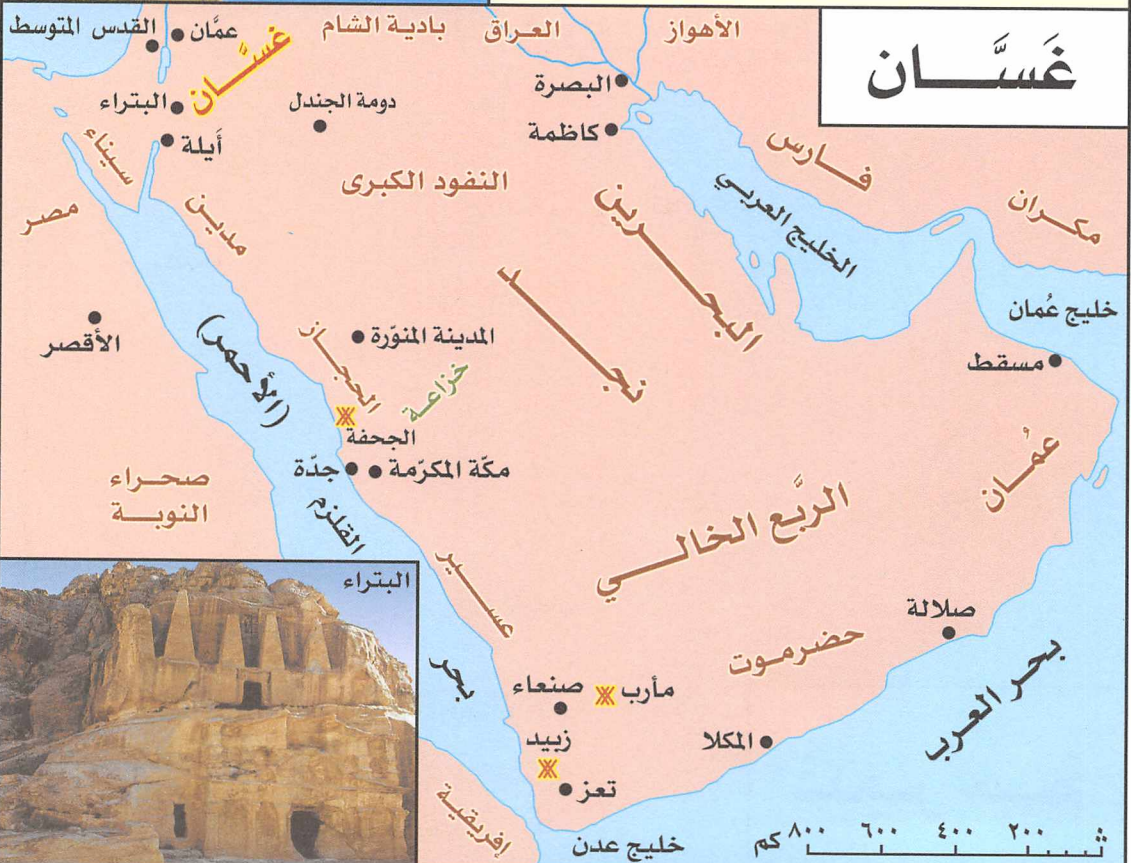 غَسَّان
القدس
المتوسط
عمَّان
غسَّان
بادية الشام
العراق
الأهواز
البتراء
أَيلة
دومة الجندل
البصرة
كاظمة
سيناء
مصر
مدين
النفود الكبرى
فارس
مكران
الخليج العربي
البحرين
نجد
خليج عُمان
مسقط
الأقصر
(الأحمر)
المدينة المنوّرة
الحجاز
خزاعة
الجحفة
جدّة
مكّة المكرّمة
عُمان
صحراء
النوبة
القلزم
الربَّع الخالي
عسير
البتراء
صلالة
حضرموت
بحر
بحر العرب
صنعاء
مأرب
زبيد
المكلا
تعز
إفريقية
خليج عدن
ث ٢٠٠ ٤٠٠ ٦٠٠ ٨٠٠ كم